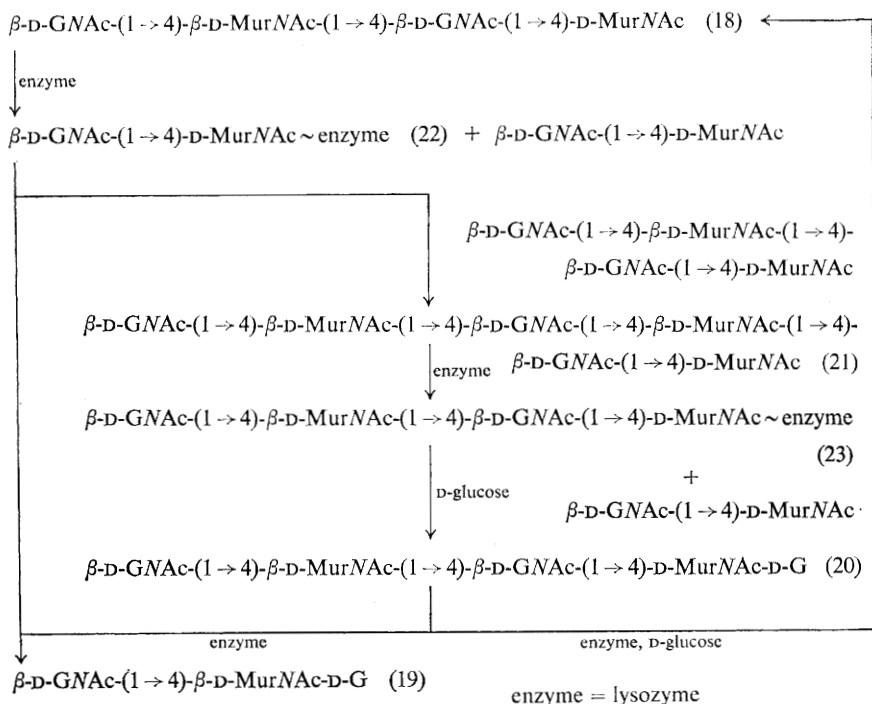 β-D-GNAc-(1→4)-β-D-MurNAc-(1→4)-β-D-GNAc-(1→4)-D-MurNAc (18)
enzyme
β-D-GNAc-(1→4)-D-MurNAc~enzyme (22) + β-D-GNAc-(1→4)-D-MurNAc
β-D-GNAc-(1→4)-β-D-MurNAc-(1→4)-
β-D-GNAc-(1→4)-D-MurNAc
β-D-GNAc-(1→4)-β-D-MurNAc-(1→4)-β-D-GNAc-(1→4)-β-D-MurNAc-(1→4)-
enzyme β-D-GNAc-(1→4)-D-MurNAc (21)
β-D-GNAc-(1→4)-β-D-MurNAc-(1→4)-β-D-GNAc-(1→4)-D-MurNAc~enzyme
(23)
D-glucose +
β-D-GNAc-(1→4)-D-MurNAc
β-D-GNAc-(1→4)-β-D-MurNAc-(1→4)-β-D-GNAc-(1→4)-D-MurNAc-D-G (20)
enzyme enzyme, D-glucose
β-D-GNAc-(1→4)-β-D-MurNAc-D-G (19)
enzyme = lysozyme